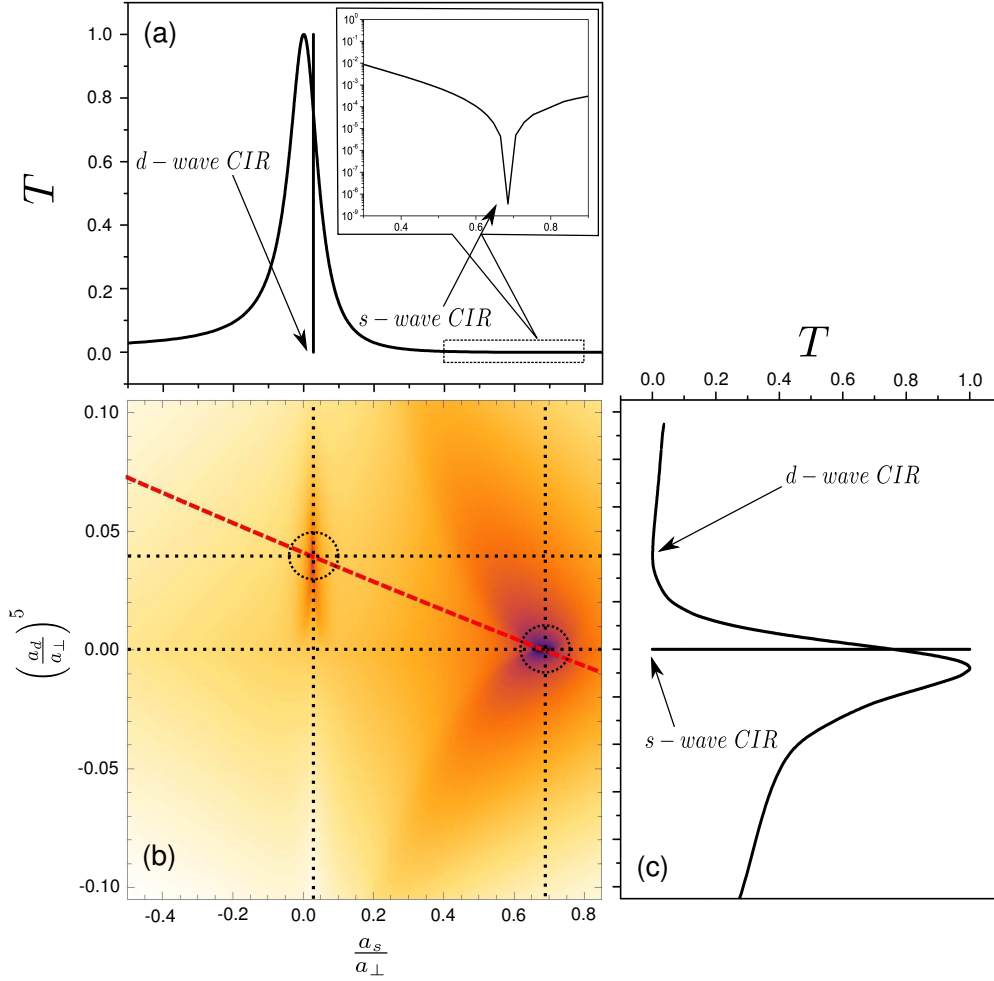 (a)
T
1.0
0.8
0.6
0.4
0.2
0.0
d – wave CIR
s – wave CIR
10^0
10^-1
10^-2
10^-3
10^-4
10^-5
10^-6
10^-7
10^-8
10^-9
0.4 0.6 0.8
T
0.0 0.2 0.4 0.6 0.8 1.0
(b)
(a_d/a_⊥)^5
0.10
0.05
0.00
-0.05
-0.10
-0.4 -0.2 0.0 0.2 0.4 0.6 0.8
a_s/a_⊥
d – wave CIR
s – wave CIR
(c)